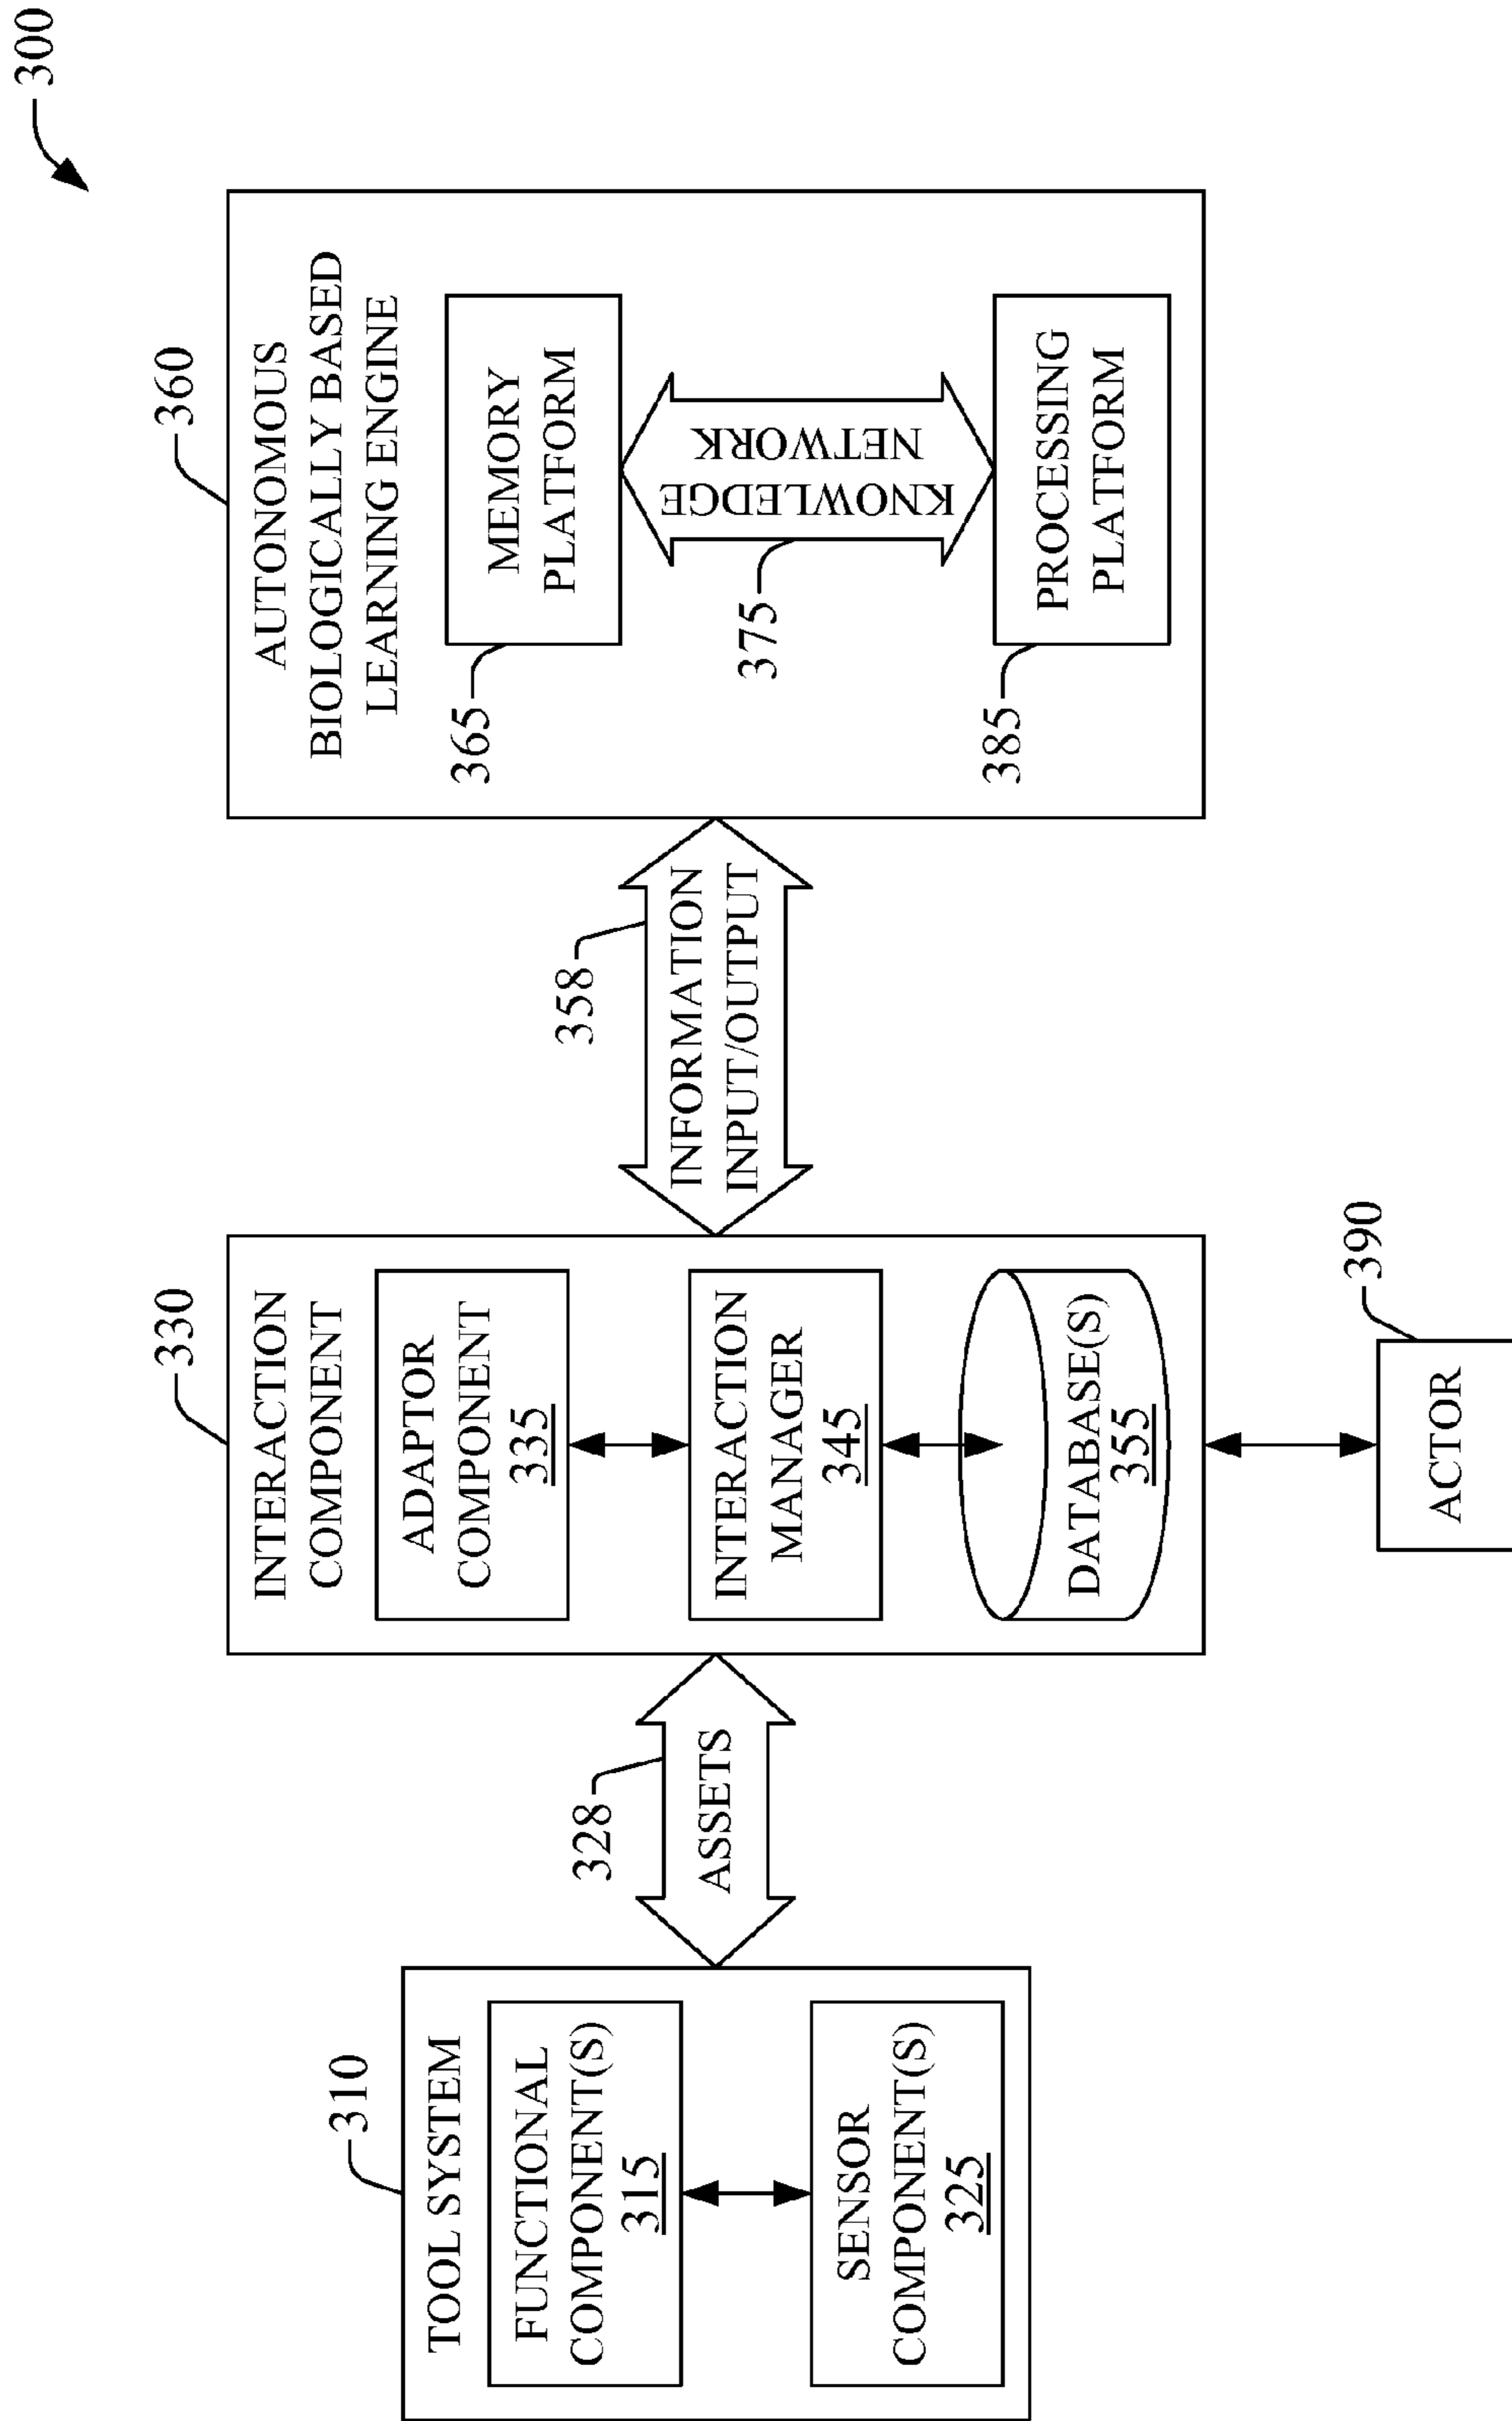 300
310
TOOL SYSTEM
FUNCTIONAL
COMPONENT(S)
315
SENSOR
COMPONENT(S)
325
328
ASSETS
330
INTERACTION
COMPONENT
ADAPTOR
COMPONENT
335
INTERACTION
MANAGER
345
DATABASE(S)
355
390
ACTOR
358
INFORMATION
INPUT/OUTPUT
360
AUTONOMOUS
BIOLOGICALLY BASED
LEARNING ENGINE
365
MEMORY
PLATFORM
375
KNOWLEDGE
NETWORK
385
PROCESSING
PLATFORM